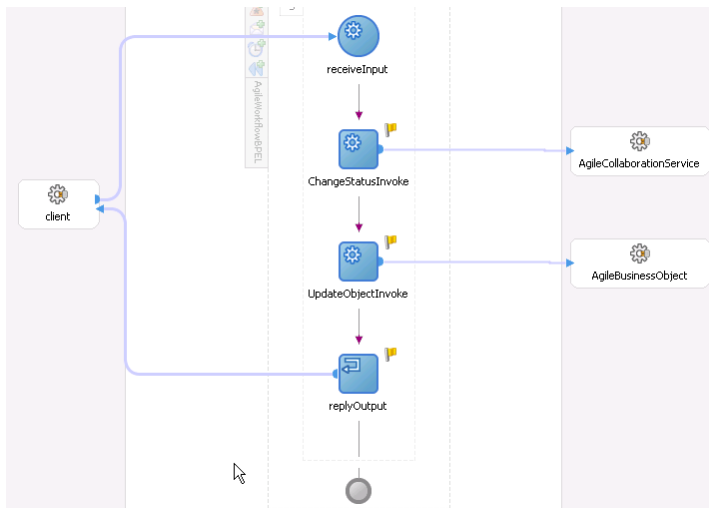 receiveInput
AgileWorkflowBPEL
ChangeStatusInvoke
AgileCollaborationService
client
UpdateObjectInvoke
AgileBusinessObject
replyOutput